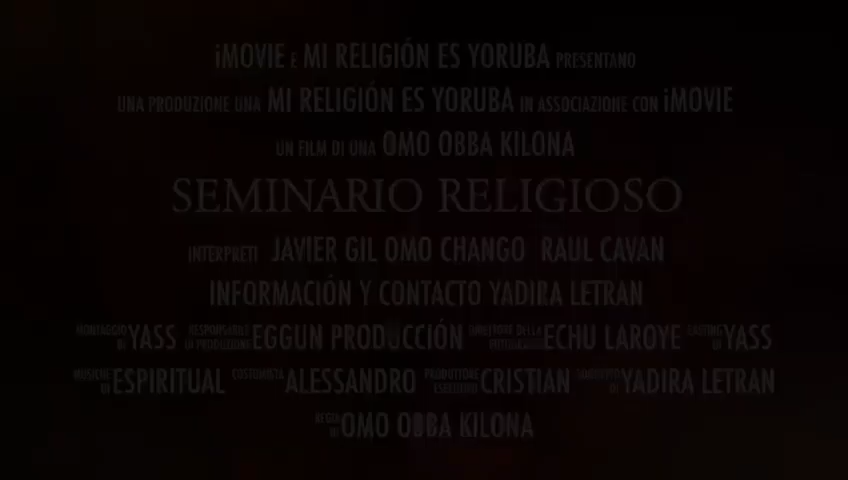 iMOVIE E MI RELIGIÓN ES YORUBA PRESENTANO
UNA PRODUZIONE UNA MI RELIGIÓN ES YORUBA IN ASSOCIAZIONE CON iMOVIE
UN FILM DI UNA OMO OBBA KILONA
SEMINARIO RELIGIOSO
INTERPRETI JAVIER GIL OMO CHANGO RAUL CAVAN
INFORMACIÓN Y CONTACTO YADIRA LETRAN
MONTAGGIO DI YASS RESPONSABILE DI PRODUZIONE EGGUN PRODUCCIÓN DIRETTORE DELLA FOTOGRAFIA ECHU LAROYE CASTING DI YASS
MUSICHE DI ESPIRITUAL COSTUMISTA ALESSANDRO PRODUTTORE ESECUTIVO CRISTIAN DI YADIRA LETRAN
REGIA DI OMO OBBA KILONA